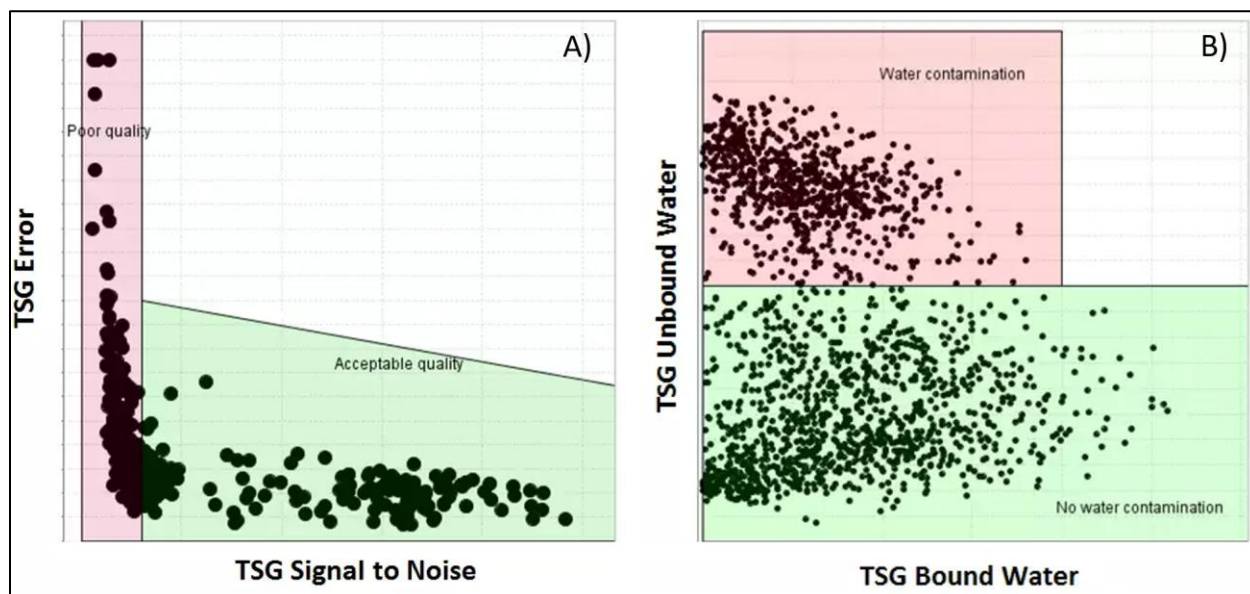 A)
Poor quality
TSG Error
Acceptable quality
TSG Signal to Noise
B)
Water contamination
TSG Unbound Water
No water contamination
TSG Bound Water